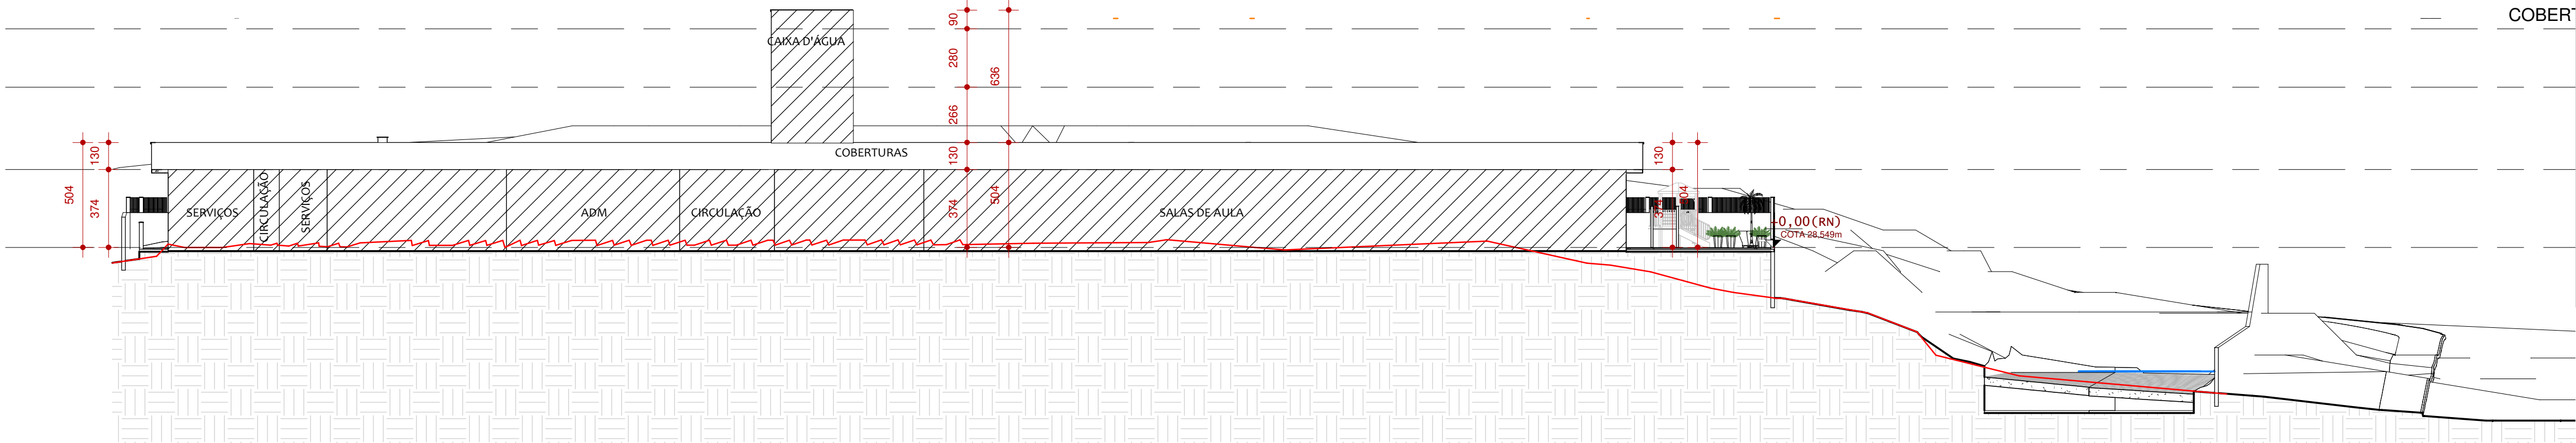 COBERT
90
CAIXA D'ÁGUA
280
636
266
130
COBERTURAS
130
130
504
374
SERVIÇOS
CIRCULAÇÃO
SERVIÇOS
ADM
CIRCULAÇÃO
374
504
SALAS DE AULA
374
504
+0,00(RN)
COTA 28,549m